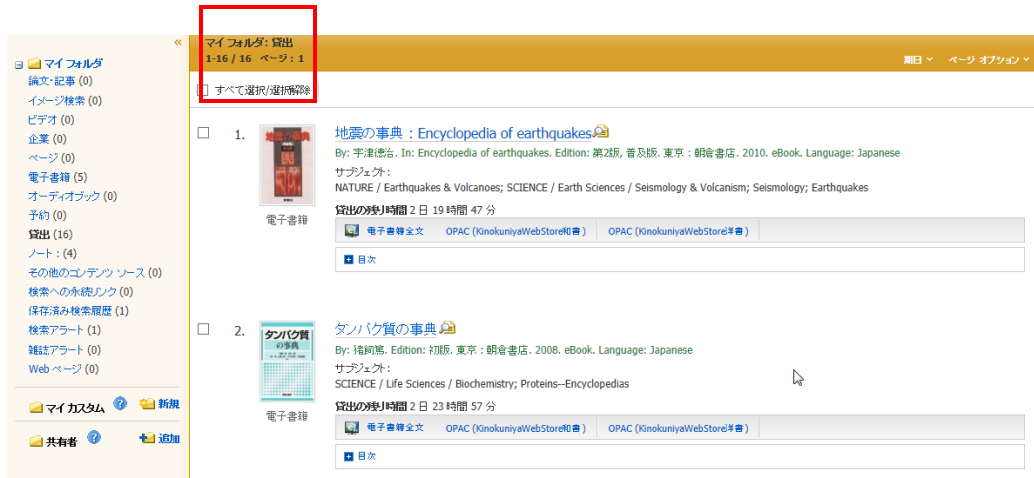 «
マイ フォルダ
論文・記事 (0)
イメージ検索 (0)
ビデオ (0)
企業 (0)
ページ (0)
電子書籍 (5)
オーディオブック (0)
予約 (0)
貸出 (16)
ノート : (4)
その他のコンテンツ ソース (0)
検索への永続リンク (0)
保存済み検索履歴 (1)
検索アラート (1)
雑誌アラート (0)
Web ページ (0)
マイ カスタム 新規
共有者 追加
マイ フォルダ: 貸出
1-16 / 16 ページ : 1
期日 ページ オプション
すべて選択/選択解除
1.
地震の事典
電子書籍
地震の事典 : Encyclopedia of earthquakes
By: 宇津徳治. In: Encyclopedia of earthquakes. Edition: 第2版, 普及版. 東京 : 朝倉書店. 2010. eBook. Language: Japanese
サブジェクト:
NATURE / Earthquakes & Volcanoes; SCIENCE / Earth Sciences / Seismology & Volcanism; Seismology; Earthquakes
貸出の残り時間 2 日 19 時間 47 分
電子書籍全文 OPAC (KinokuniyaWebStore和書) OPAC (KinokuniyaWebStore洋書)
目次
2.
タンパク質
の事典
電子書籍
タンパク質の事典
By: 猪飼篤. Edition: 初版. 東京 : 朝倉書店. 2008. eBook. Language: Japanese
サブジェクト:
SCIENCE / Life Sciences / Biochemistry; Proteins--Encyclopedias
貸出の残り時間 2 日 23 時間 57 分
電子書籍全文 OPAC (KinokuniyaWebStore和書) OPAC (KinokuniyaWebStore洋書)
目次